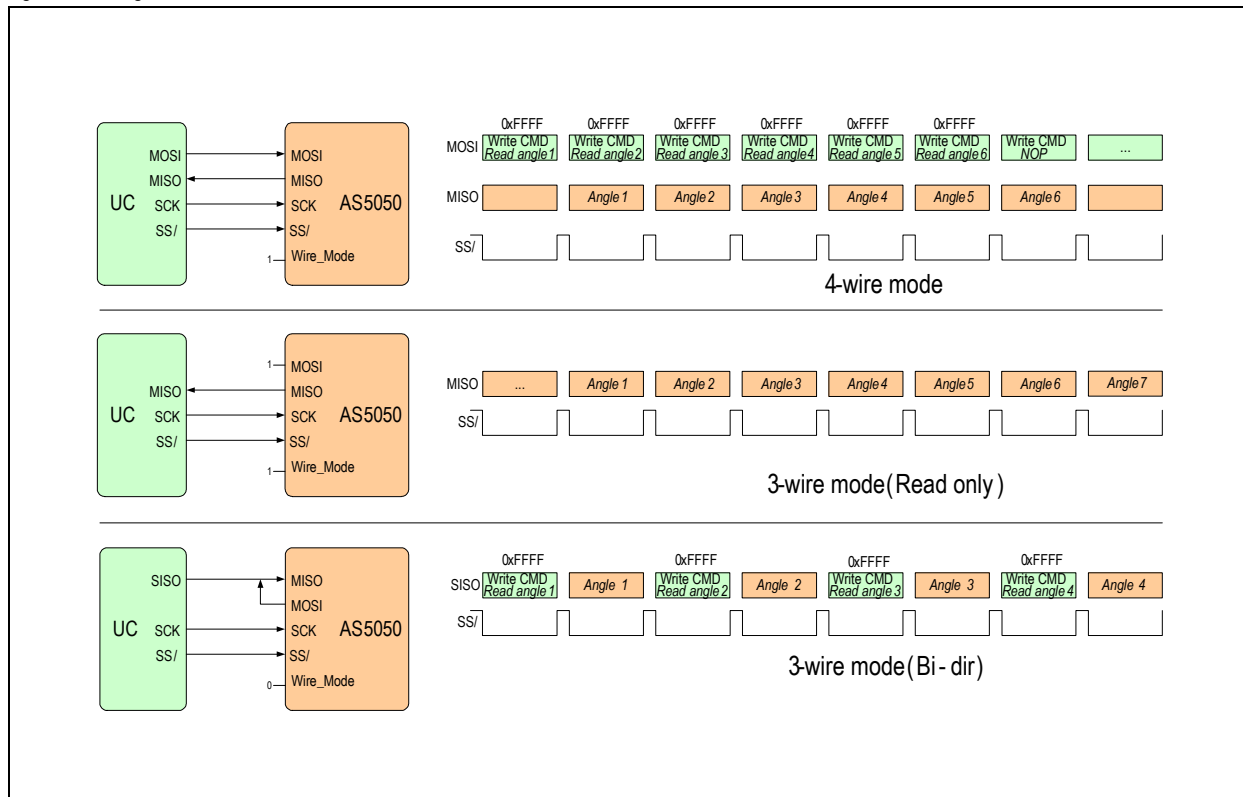 0xFFFF 0xFFFF 0xFFFF 0xFFFF 0xFFFF 0xFFFF
MOSI Write CMD Write CMD Write CMD Write CMD Write CMD Write CMD Write CMD ...
Read angle 1 Read angle 2 Read angle 3 Read angle 4 Read angle 5 Read angle 6 NOP
MOSI MOSI
MISO MISO
UC SCK SCK AS5050
SS/ SS/
1 Wire_Mode
MISO Angle 1 Angle 2 Angle 3 Angle 4 Angle 5 Angle 6
SS/
4-wire mode
1 MOSI
MISO MISO
UC SCK SCK AS5050
SS/ SS/
1 Wire_Mode
MISO ... Angle 1 Angle 2 Angle 3 Angle 4 Angle 5 Angle 6 Angle 7
SS/
3-wire mode(Read only)
0xFFFF 0xFFFF 0xFFFF 0xFFFF
SISO MISO
MOSI
UC SCK SCK AS5050
SS/ SS/
0 Wire_Mode
SISO Write CMD Angle 1 Write CMD Angle 2 Write CMD Angle 3 Write CMD Angle 4
Read angle 1 Read angle 2 Read angle 3 Read angle 4
SS/
3-wire mode(Bi-dir)